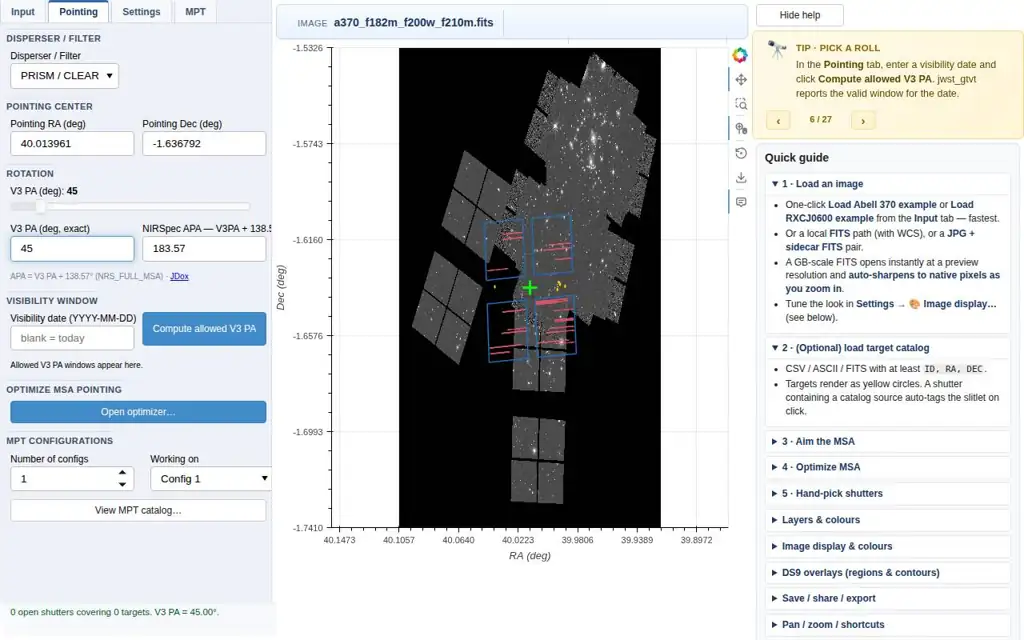 Input
Pointing
Settings
MPT
DISPERSER / FILTER
Disperser / Filter
PRISM / CLEAR
POINTING CENTER
Pointing RA (deg)
Pointing Dec (deg)
40.013961
-1.636792
ROTATION
V3 PA (deg): 45
V3 PA (deg, exact)
NIRSpec APA — V3PA + 138.5
45
183.57
APA = V3 PA + 138.57° (NRS_FULL_MSA) · JDox
VISIBILITY WINDOW
Visibility date (YYYY-MM-DD)
blank = today
Compute allowed V3 PA
Allowed V3 PA windows appear here.
OPTIMIZE MSA POINTING
Open optimizer…
MPT CONFIGURATIONS
Number of configs
Working on
1
Config 1
View MPT catalog…
0 open shutters covering 0 targets. V3 PA = 45.00°.
IMAGE a370_f182m_f200w_f210m.fits
-1.5326
-1.5743
-1.6160
-1.6576
-1.6993
-1.7410
Dec (deg)
40.1473
40.1057
40.0640
40.0223
39.9806
39.9389
39.8972
RA (deg)
Hide help
TIP · PICK A ROLL
In the Pointing tab, enter a visibility date and
click Compute allowed V3 PA. jwst_gtvt
reports the valid window for the date.
‹
6 / 27
›
Quick guide
▼ 1 · Load an image
• One-click Load Abell 370 example or Load
RXCJ0600 example from the Input tab — fastest.
• Or a local FITS path (with WCS), or a JPG +
sidecar FITS pair.
• A GB-scale FITS opens instantly at a preview
resolution and auto-sharpens to native pixels as
you zoom in.
• Tune the look in Settings → 🎨 Image display…
(see below).
▼ 2 · (Optional) load target catalog
• CSV / ASCII / FITS with at least ID, RA, DEC.
• Targets render as yellow circles. A shutter
containing a catalog source auto-tags the slitlet on
click.
▶ 3 · Aim the MSA
▶ 4 · Optimize MSA
▶ 5 · Hand-pick shutters
▶ Layers & colours
▶ Image display & colours
▶ DS9 overlays (regions & contours)
▶ Save / share / export
▶ Pan / zoom / shortcuts